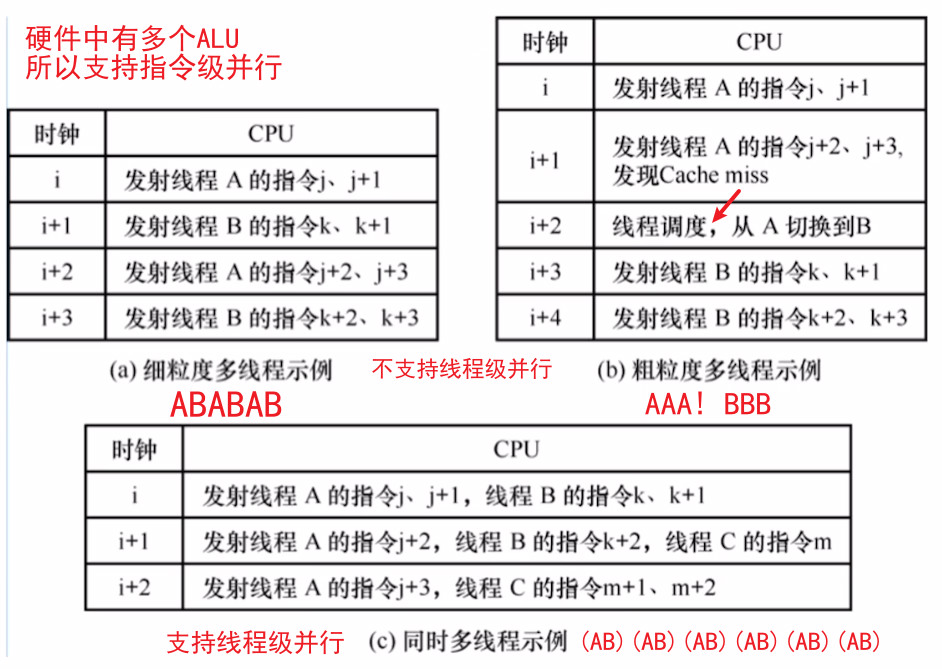 硬件中有多个ALU
所以支持指令级并行
时钟 CPU
i 发射线程 A 的指令j、j+1
i+1 发射线程 B 的指令k、k+1
i+2 发射线程 A 的指令j+2、j+3
i+3 发射线程 B 的指令k+2、k+3
(a) 细粒度多线程示例
ABABAB
时钟 CPU
i 发射线程 A 的指令j、j+1
i+1 发射线程 A 的指令j+2、j+3,
发现Cache miss
i+2 线程调度，从 A 切换到B
i+3 发射线程 B 的指令k、k+1
i+4 发射线程 B 的指令k+2、k+3
不支持线程级并行
(b) 粗粒度多线程示例
AAA! BBB
时钟 CPU
i 发射线程 A 的指令j、j+1，线程 B 的指令k、k+1
i+1 发射线程 A 的指令j+2，线程 B 的指令k+2，线程 C 的指令m
i+2 发射线程 A 的指令j+3，线程 C 的指令m+1、m+2
支持线程级并行 (c) 同时多线程示例 (AB)(AB)(AB)(AB)(AB)(AB)